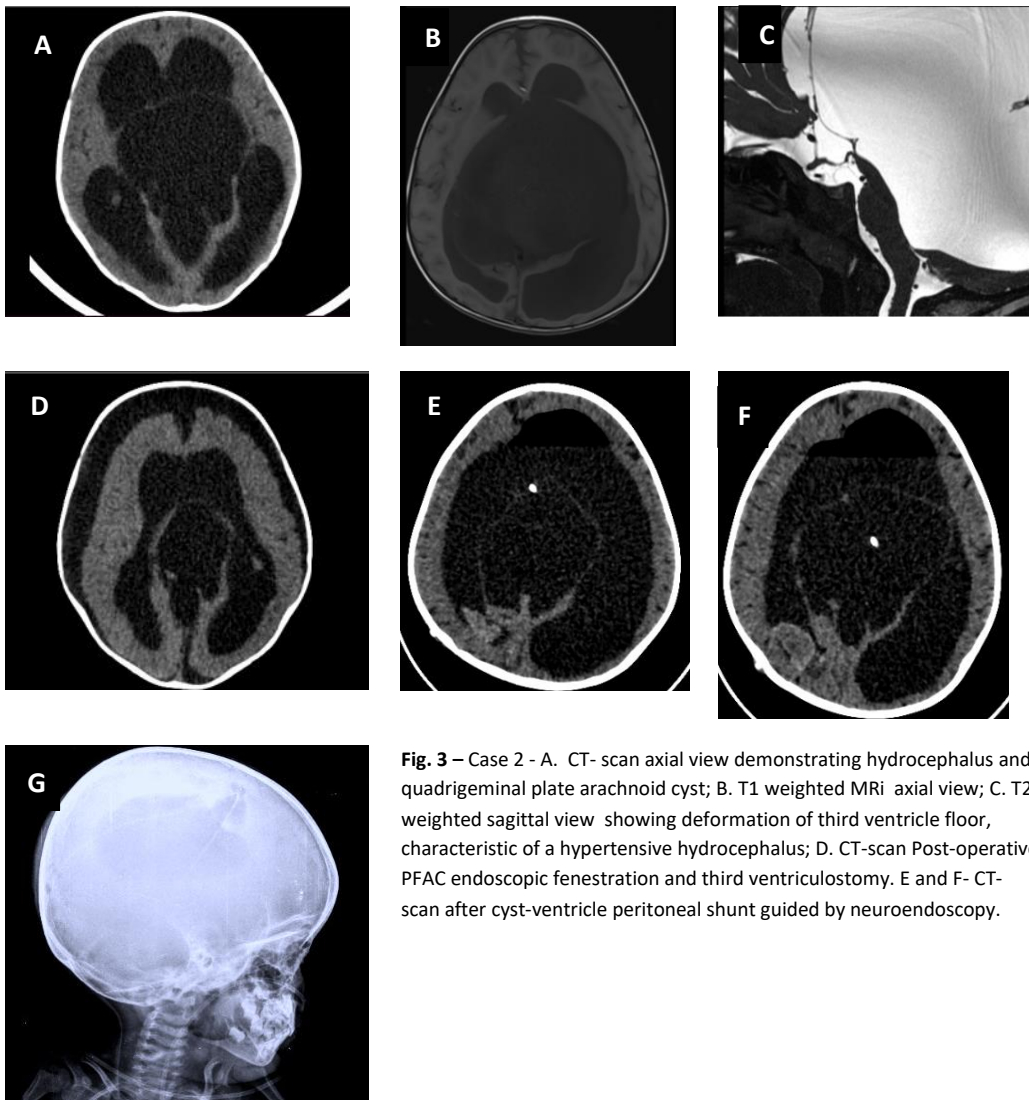 A
B
C
D
E
F
G
Fig. 3 – Case 2 - A. CT- scan axial view demonstrating hydrocephalus and
quadrigeminal plate arachnoid cyst; B. T1 weighted MRi axial view; C. T2
weighted sagittal view showing deformation of third ventricle floor,
characteristic of a hypertensive hydrocephalus; D. CT-scan Post-operative
PFAC endoscopic fenestration and third ventriculostomy. E and F- CT-
scan after cyst-ventricle peritoneal shunt guided by neuroendoscopy.